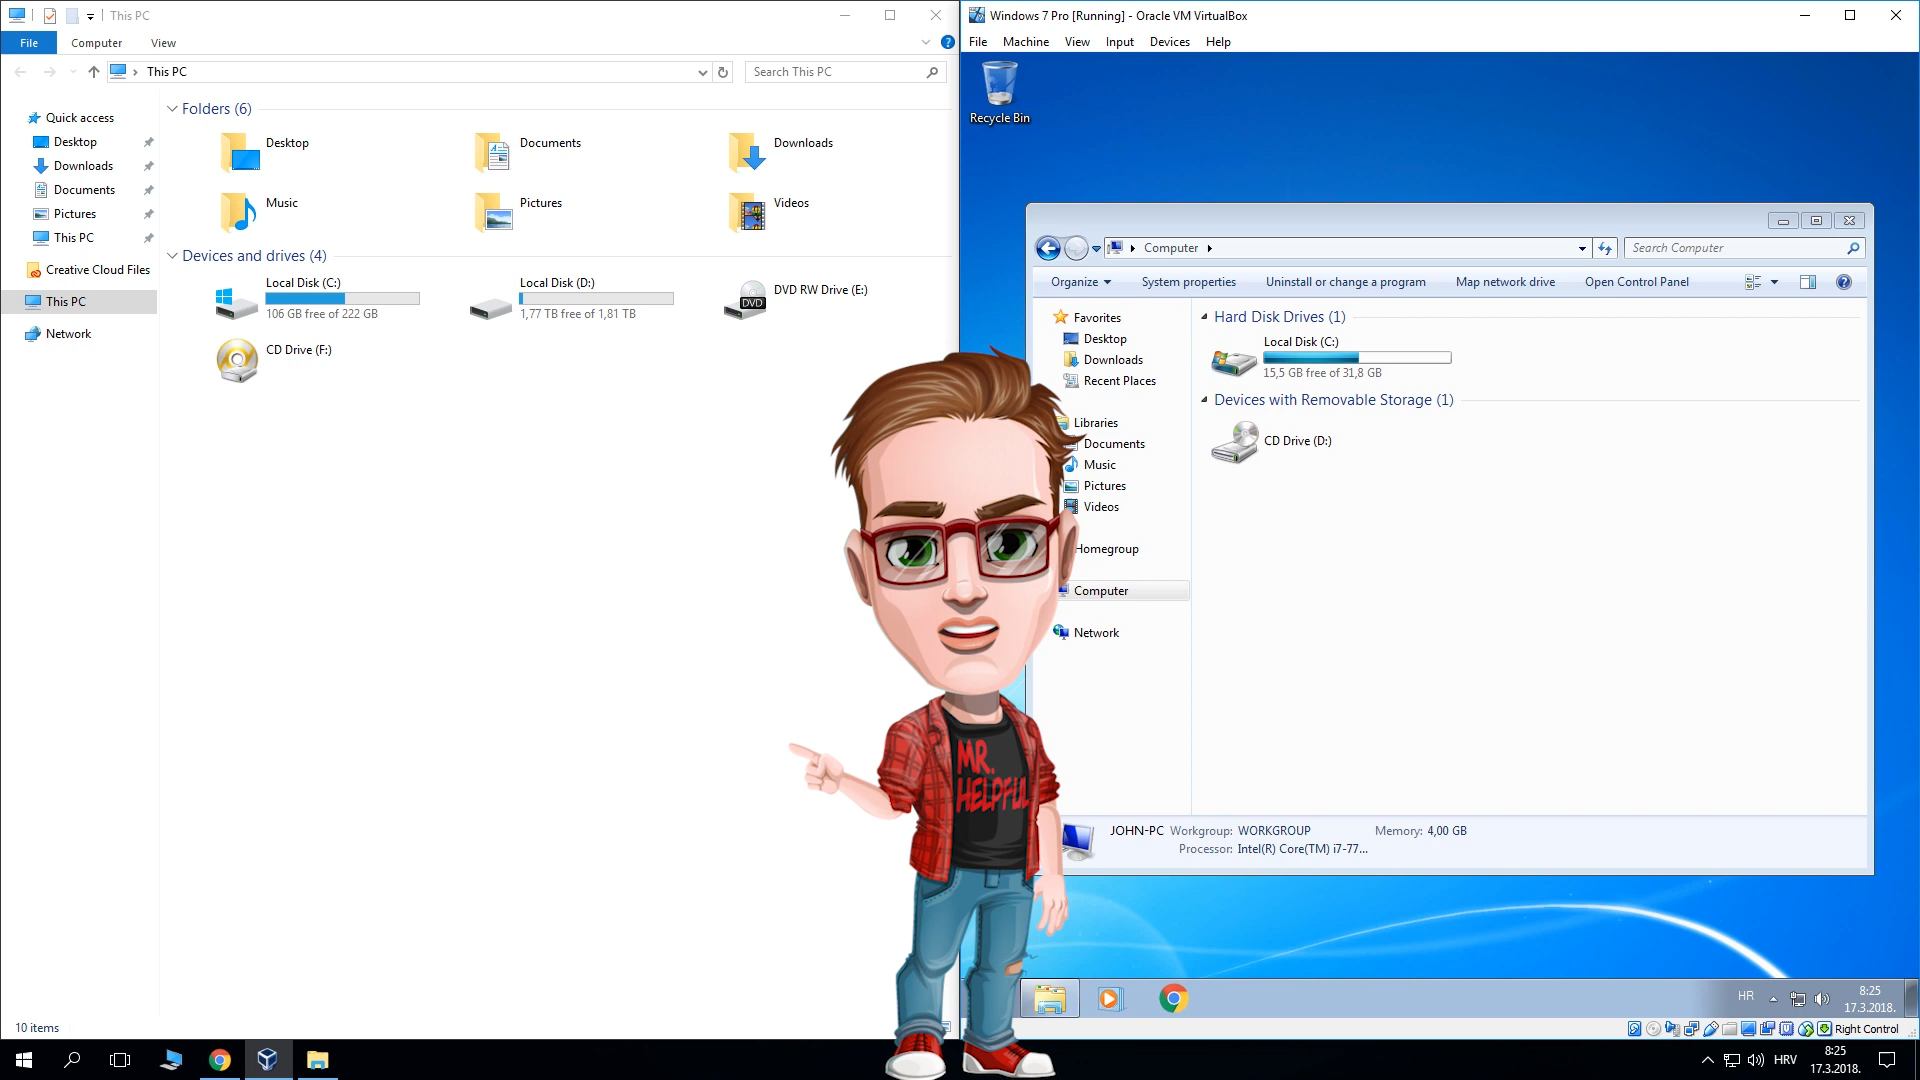 This PC
File
Computer
View
This PC
Search This PC
Quick access
Desktop
Downloads
Documents
Pictures
This PC
Creative Cloud Files
This PC
Network
Folders (6)
Desktop
Documents
Downloads
Music
Pictures
Videos
Devices and drives (4)
Local Disk (C:)
106 GB free of 222 GB
Local Disk (D:)
1,77 TB free of 1,81 TB
DVD
DVD RW Drive (E:)
CD Drive (F:)
10 items
MR.
HELPFUL
Windows 7 Pro [Running] - Oracle VM VirtualBox
File
Machine
View
Input
Devices
Help
Recycle Bin
Computer
Search Computer
Organize
System properties
Uninstall or change a program
Map network drive
Open Control Panel
Favorites
Desktop
Downloads
Recent Places
Libraries
Documents
Music
Pictures
Videos
Homegroup
Computer
Network
Hard Disk Drives (1)
Local Disk (C:)
15,5 GB free of 31,8 GB
Devices with Removable Storage (1)
CD Drive (D:)
JOHN-PC Workgroup: WORKGROUP Memory: 4,00 GB
Processor: Intel(R) Core(TM) i7-77...
HR
8:25
17.3.2018.
Right Control
HRV
8:25
17.3.2018.